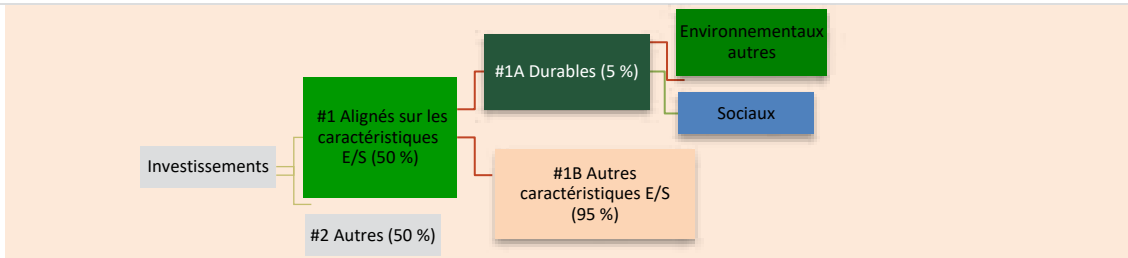 Investissements
#1 Alignés sur les
caractéristiques
E/S (50 %)
#2 Autres (50 %)
#1A Durables (5 %)
#1B Autres
caractéristiques E/S
(95 %)
Environnementaux
autres
Sociaux